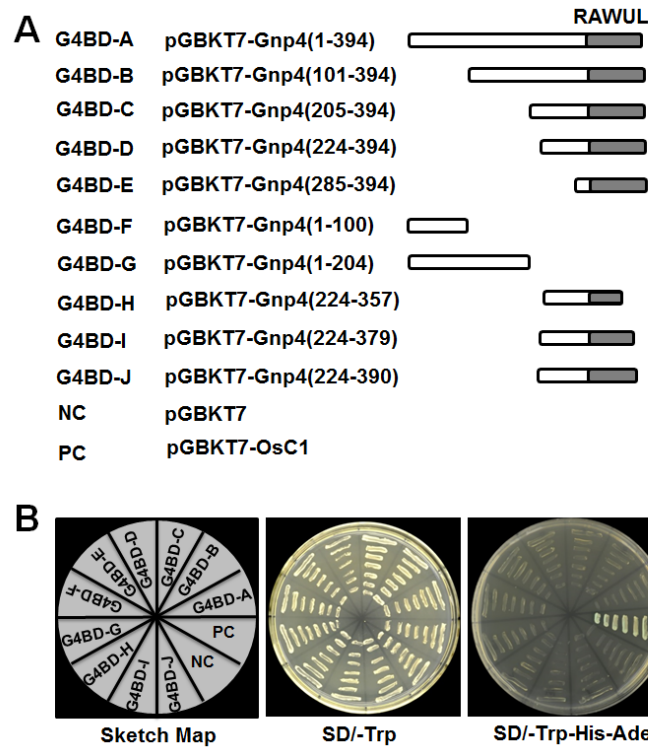 A
RAWUL
G4BD-A pGBKT7-Gnp4(1-394)
G4BD-B pGBKT7-Gnp4(101-394)
G4BD-C pGBKT7-Gnp4(205-394)
G4BD-D pGBKT7-Gnp4(224-394)
G4BD-E pGBKT7-Gnp4(285-394)
G4BD-F pGBKT7-Gnp4(1-100)
G4BD-G pGBKT7-Gnp4(1-204)
G4BD-H pGBKT7-Gnp4(224-357)
G4BD-I pGBKT7-Gnp4(224-379)
G4BD-J pGBKT7-Gnp4(224-390)
NC pGBKT7
PC pGBKT7-OsC1
B
G4BD-A
G4BD-B
G4BD-C
G4BD-D
G4BD-E
G4BD-F
G4BD-G
G4BD-H
G4BD-I
G4BD-J
NC
PC
Sketch Map SD/-Trp SD/-Trp-His-Ade